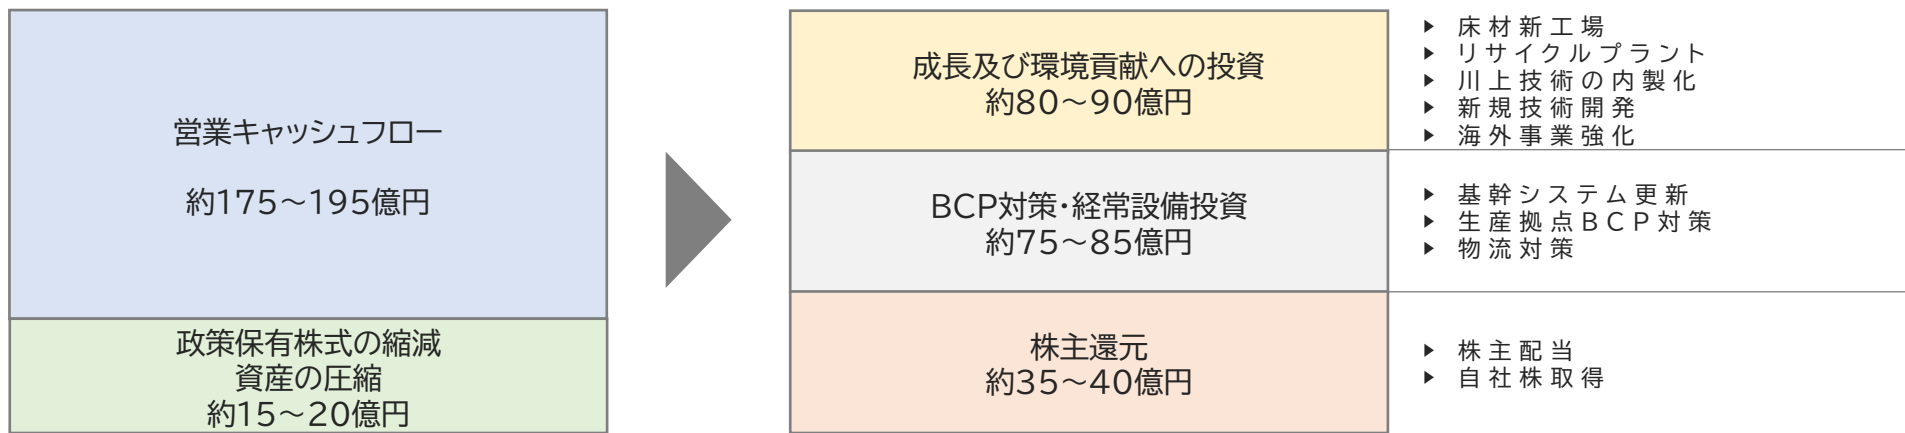 営業キャッシュフロー
約175～195億円
政策保有株式の縮減
資産の圧縮
約15～20億円
成長及び環境貢献への投資
約80～90億円
▶ 床材新工場
▶ リサイクルプラント
▶ 川上技術の内製化
▶ 新規技術開発
▶ 海外事業強化
BCP対策・経常設備投資
約75～85億円
▶ 基幹システム更新
▶ 生産拠点BCP対策
▶ 物流対策
株主還元
約35～40億円
▶ 株主配当
▶ 自社株取得